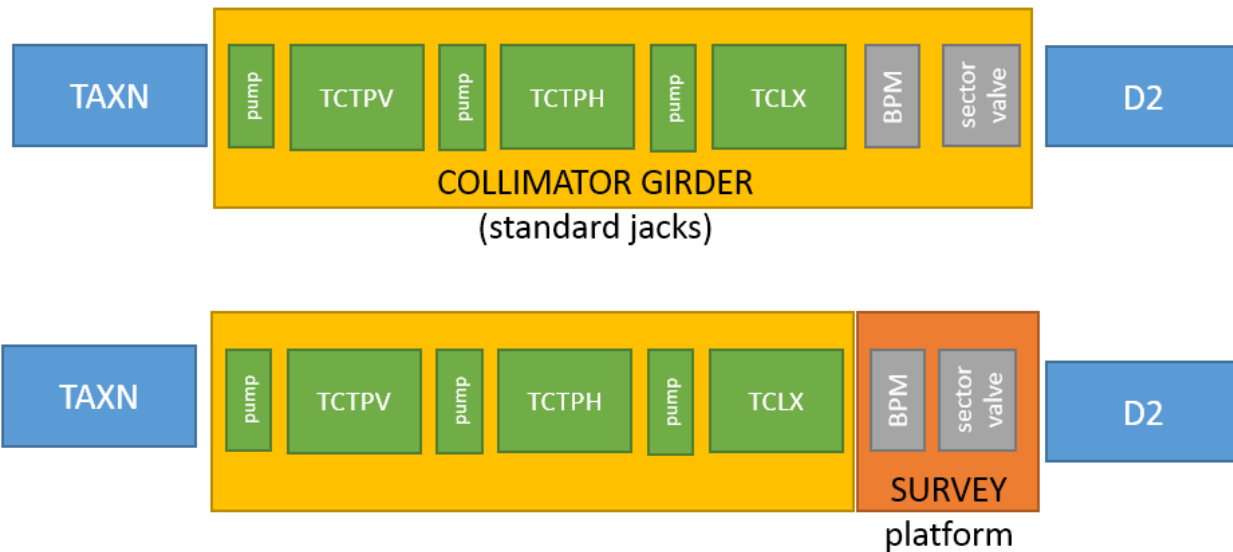 TAXN
pump
TCTPV
pump
TCTPH
pump
TCLX
BPM
sector
valve
D2
COLLIMATOR GIRDER
(standard jacks)
TAXN
pump
TCTPV
pump
TCTPH
pump
TCLX
BPM
sector
valve
D2
SURVEY
platform